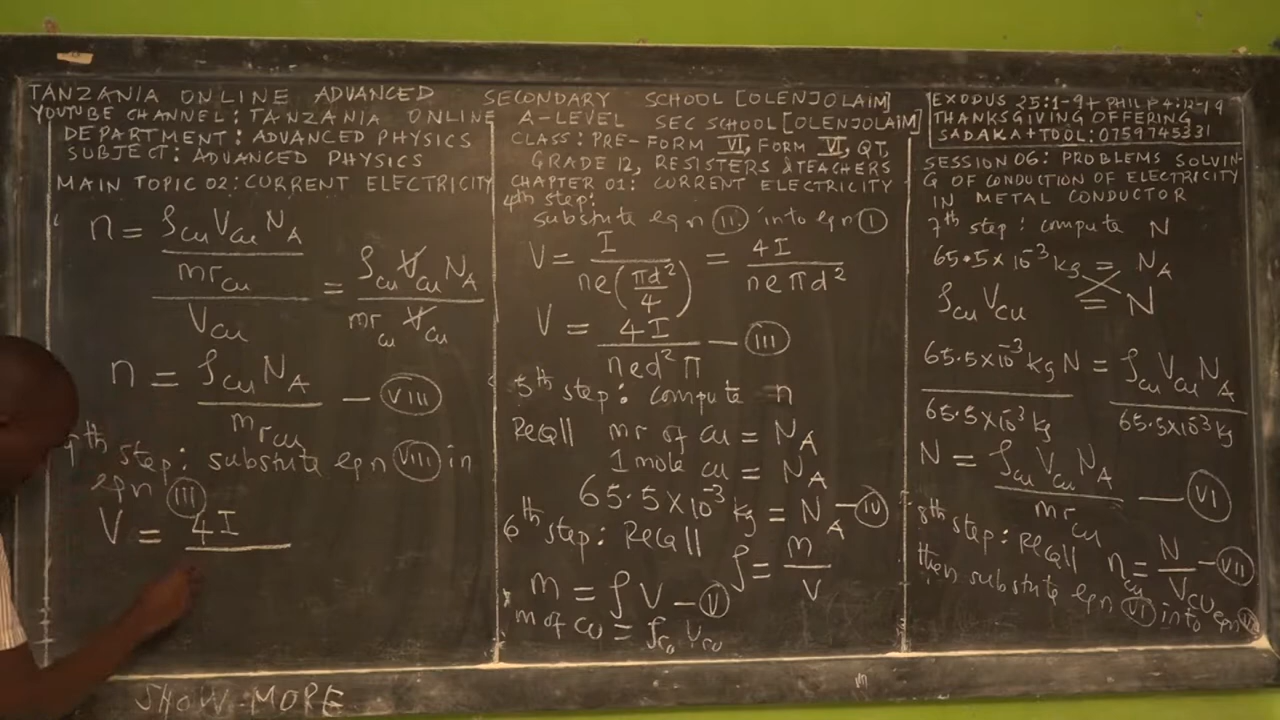 TANZANIA ONLINE ADVANCED SECONDARY SCHOOL [OLENJOLAIM]
YOUTUBE CHANNEL: TANZANIA ONLINE A-LEVEL SEC SCHOOL [OLENJOLAIM]
DEPARTMENT: ADVANCED PHYSICS
SUBJECT: ADVANCED PHYSICS
MAIN TOPIC 02: CURRENT ELECTRICITY
n = ρcu Vcu NA
mrcu
Vcu
= ρcu Vcu NA
mrcu Vcu
n = ρcu NA — VIII
mrcu
9th step: substute eqn VIII in
eqn III
V = 4I
SHOW MORE
CLASS: PRE-FORM VI, FORM VI, QT,
GRADE 12, RESISTERS & TEACHERS
CHAPTER 01: CURRENT ELECTRICITY
4th step:
substute eqn II into eqn I
V = I = 4I
ne(πd²/4) neπd²
V = 4I — III
ned²π
5th step: compute n
Recall mr of cu = NA
1 mole cu = NA
65.5×10⁻³ kg = NA — IV
6th step: Recall
ρ = m
V
m = ρV — V
m of cu = ρcu Vcu
EXODUS 25:1-9 + PHILP 4:12-19
THANKSGIVING OFFERING
SADAKA + TOOL: 0759745331
SESSION 06: PROBLEMS SOLVIN-
G OF CONDUCTION OF ELECTRICITY
IN METAL CONDUCTOR
7th step: compute N
65.5×10⁻³ kg = NA
ρcu Vcu = N
65.5×10⁻³ kg N = ρcu Vcu NA
65.5×10⁻³ kg 65.5×10⁻³ kg
N = ρcu Vcu NA — VI
mrcu
8th step: Recall ncu = N — VII
Vcu
then substute eqn VI into eqn VII